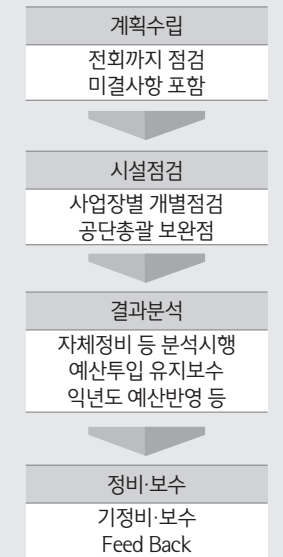 계획수립
전회까지 점검
미결사항 포함
시설점검
사업장별 개별점검
공단총괄 보완점
결과분석
자체정비 등 분석시행
예산투입 유지보수
익년도 예산반영 등
정비·보수
기정비·보수
Feed Back